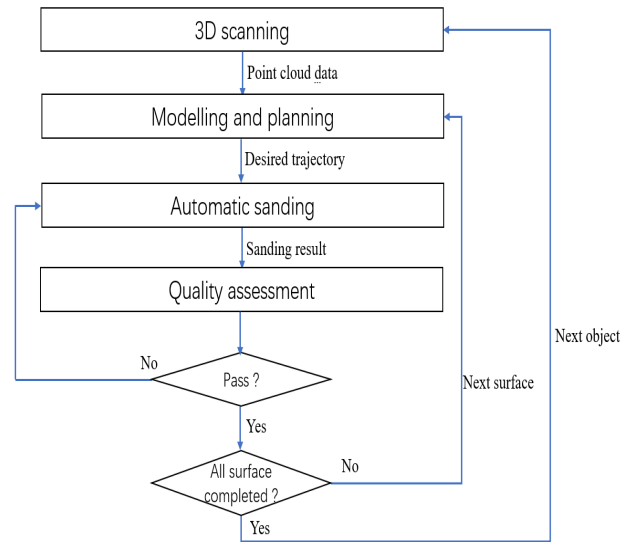 3D scanning
Point cloud data
Modelling and planning
Desired trajectory
Automatic sanding
Sanding result
Quality assessment
Next object
No
Pass ?
Next surface
Yes
No
All surface
completed ?
Yes